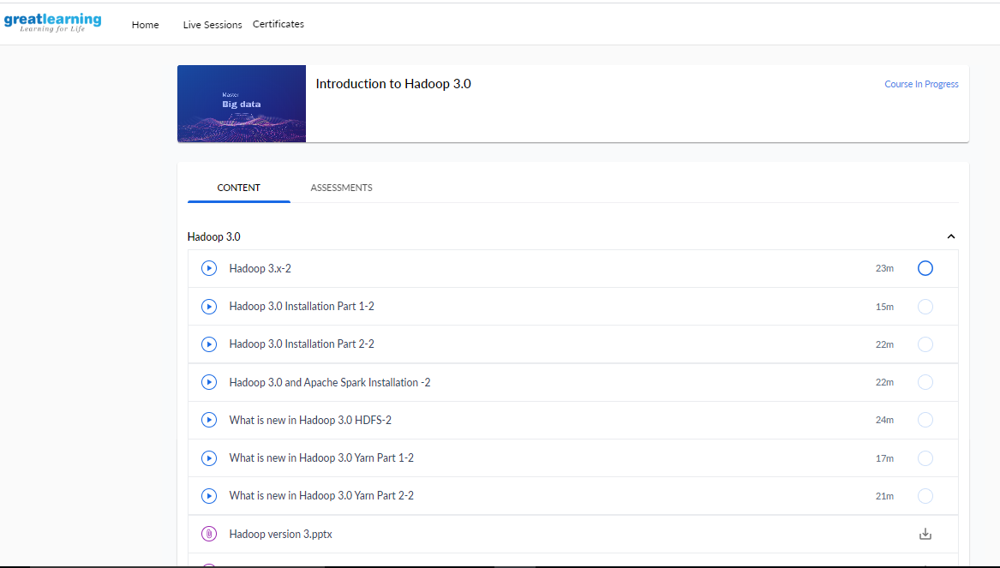 greatlearning
Learning for Life
Home Live Sessions Certificates
Master
Big data
Introduction to Hadoop 3.0
Course In Progress
CONTENT ASSESSMENTS
Hadoop 3.0
Hadoop 3.x-2 23m
Hadoop 3.0 Installation Part 1-2 15m
Hadoop 3.0 Installation Part 2-2 22m
Hadoop 3.0 and Apache Spark Installation -2 22m
What is new in Hadoop 3.0 HDFS-2 24m
What is new in Hadoop 3.0 Yarn Part 1-2 17m
What is new in Hadoop 3.0 Yarn Part 2-2 21m
Hadoop version 3.pptx